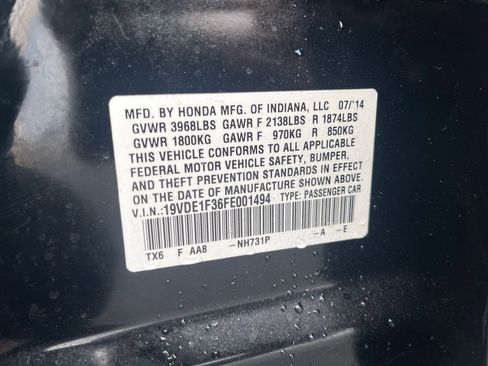 MFD. BY HONDA MFG. OF INDIANA, LLC 07/'14
GVWR 3968LBS GAWR F 2138LBS R 1874LBS
GVWR 1800KG GAWR F 970KG R 850KG
THIS VEHICLE CONFORMS TO ALL APPLICABLE
FEDERAL MOTOR VEHICLE SAFETY, BUMPER,
AND THEFT PREVENTION STANDARDS IN EFFECT
ON THE DATE OF MANUFACTURE SHOWN ABOVE.
V.I.N.:19VDE1F36FE001494 TYPE: PASSENGER CAR
TX6 F AA8 -NH731P -A -E